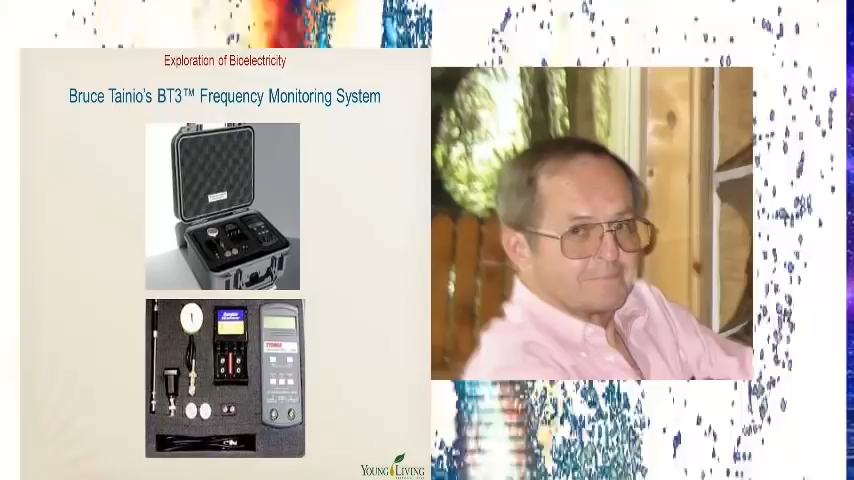 Exploration of Bioelectricity
Bruce Tainio's BT3™ Frequency Monitoring System
YOUNG LIVING